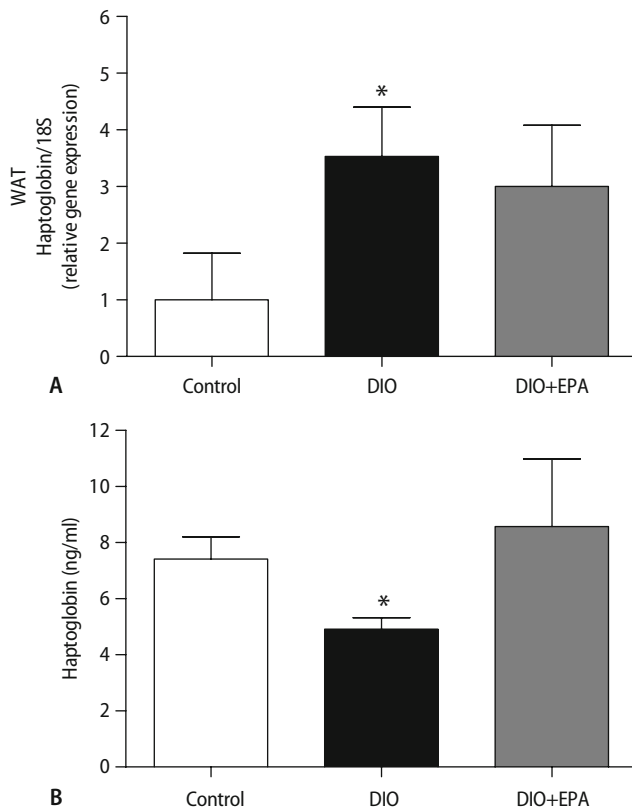 6
5
4
3
2
1
0
WAT
Haptoglobin/18S
(relative gene expression)
*
Control
DIO
DIO+EPA
A
12
10
8
6
4
2
0
Haptoglobin (ng/ml)
*
Control
DIO
DIO+EPA
B